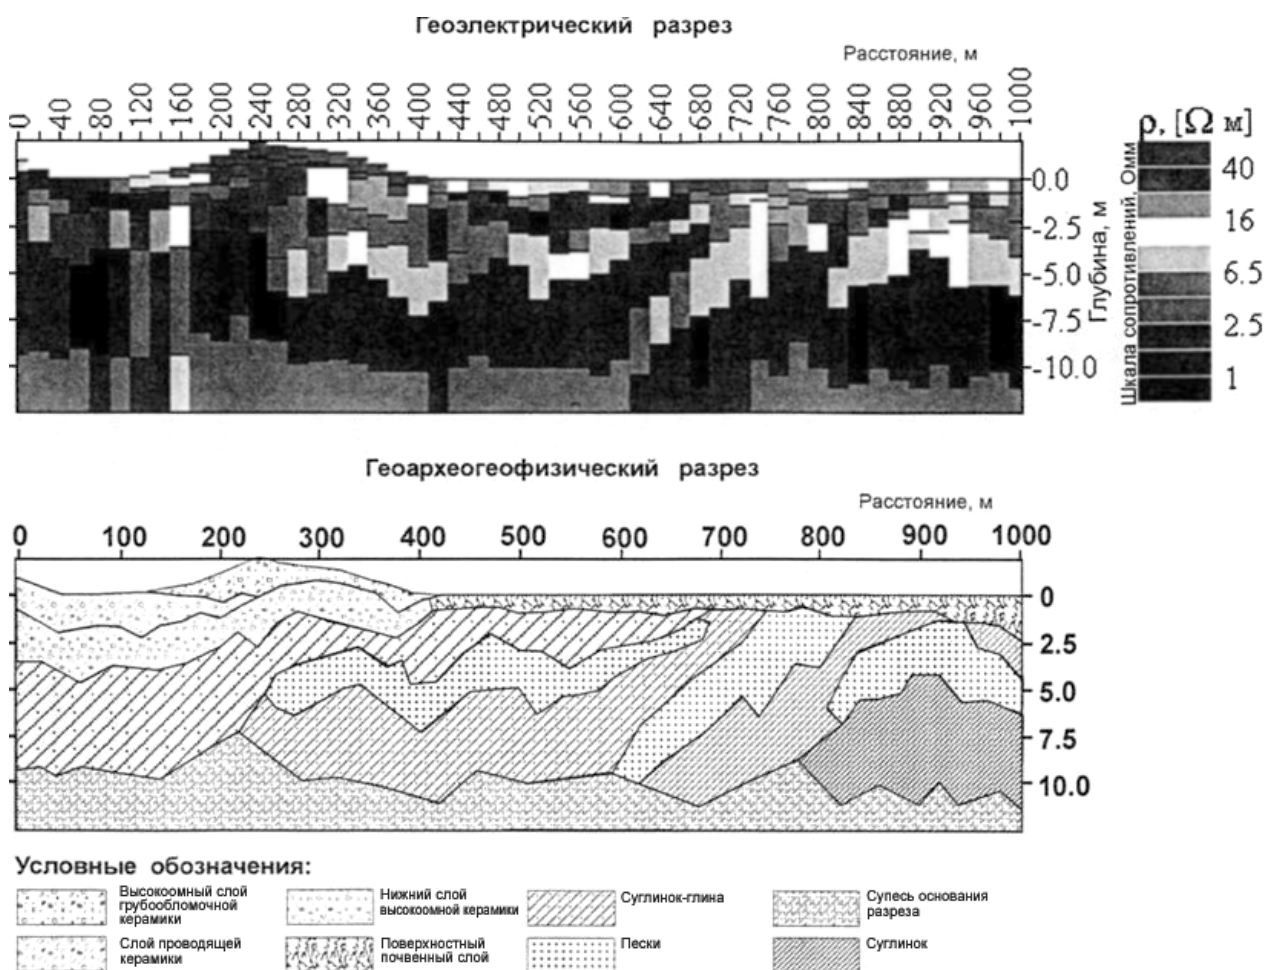 Геоэлектрический разрез
Расстояние, м
0 40 80 120 160 200 240 280 320 360 400 440 480 520 560 600 640 680 720 760 800 840 880 920 960 1000
ρ, [Ω м]
0.0
-2.5
-5.0
-7.5
-10.0
Глубина, м
Шкала сопротивлений, Омм
40
16
6.5
2.5
1
Геоархеогеофизический разрез
Расстояние, м
0 100 200 300 400 500 600 700 800 900 1000
0
2.5
5.0
7.5
10.0
Условные обозначения:
Высокоомный слой
грубообломочной
керамики
Нижний слой
высокоомной керамики
Суглинок-глина
Супесь основания
разреза
Слой проводящей
керамики
Поверхностный
почвенный слой
Пески
Суглинок